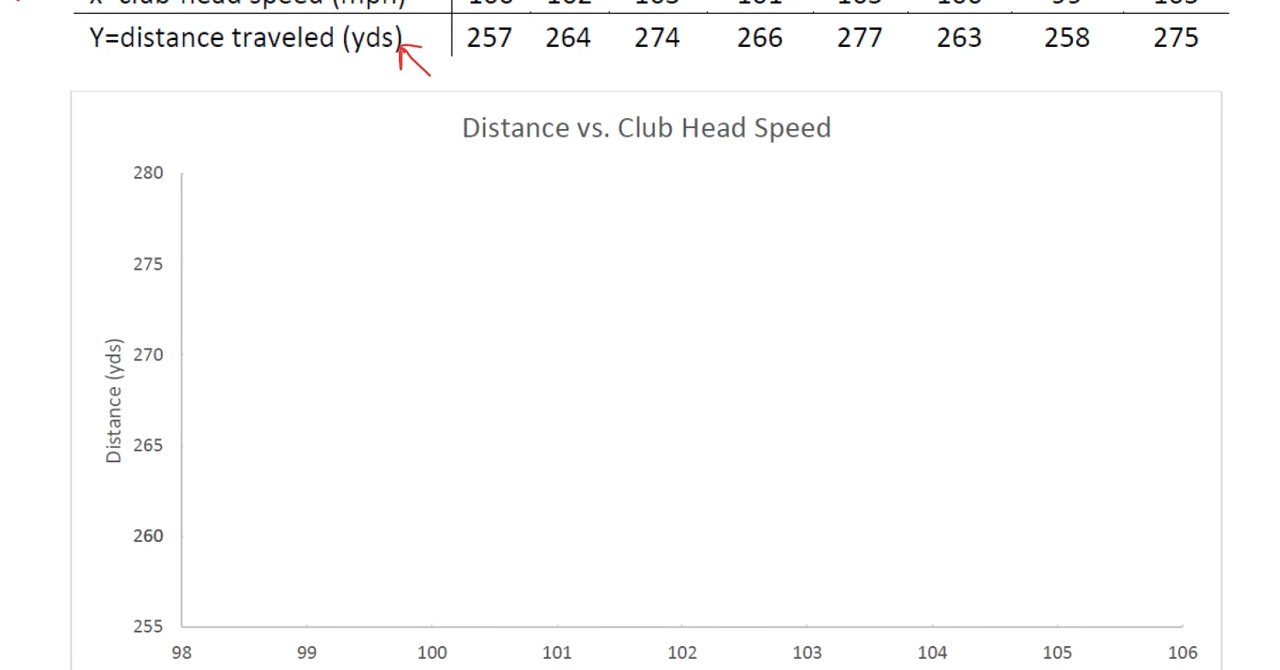 Y=distance traveled (yds) 257 264 274 266 277 263 258 275
Distance vs. Club Head Speed
280
275
270
Distance (yds)
265
260
255
98 99 100 101 102 103 104 105 106